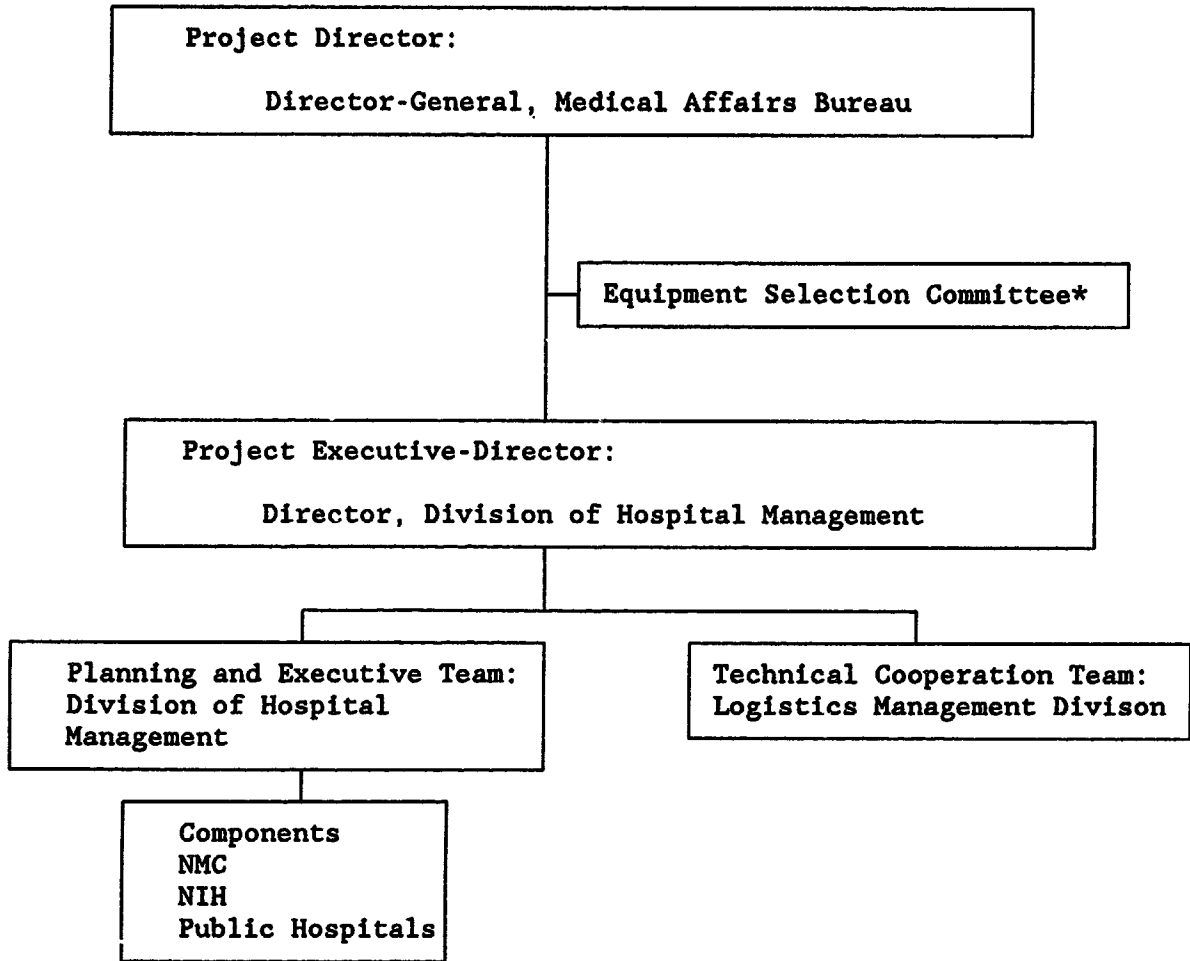 Project Director:
Director-General, Medical Affairs Bureau
Equipment Selection Committee*
Project Executive-Director:
Director, Division of Hospital Management
Planning and Executive Team:
Division of Hospital
Management
Technical Cooperation Team:
Logistics Management Divison
Components
NMC
NIH
Public Hospitals